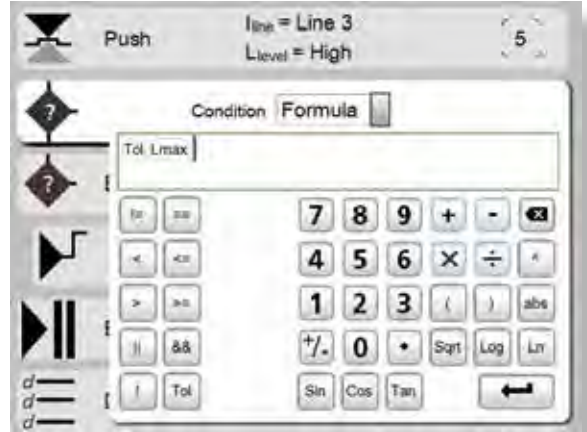 Push
Iline = Line 3
Llevel = High
5
?
Condition Formula
Tol Lmax
?
!= == 7 8 9 + -
< <= 4 5 6 × ÷ ^
> >= 1 2 3 ( ) abs
|| && +/- 0 • Sqrt Log Ln
! Tol Sin Cos Tan
d
d
d